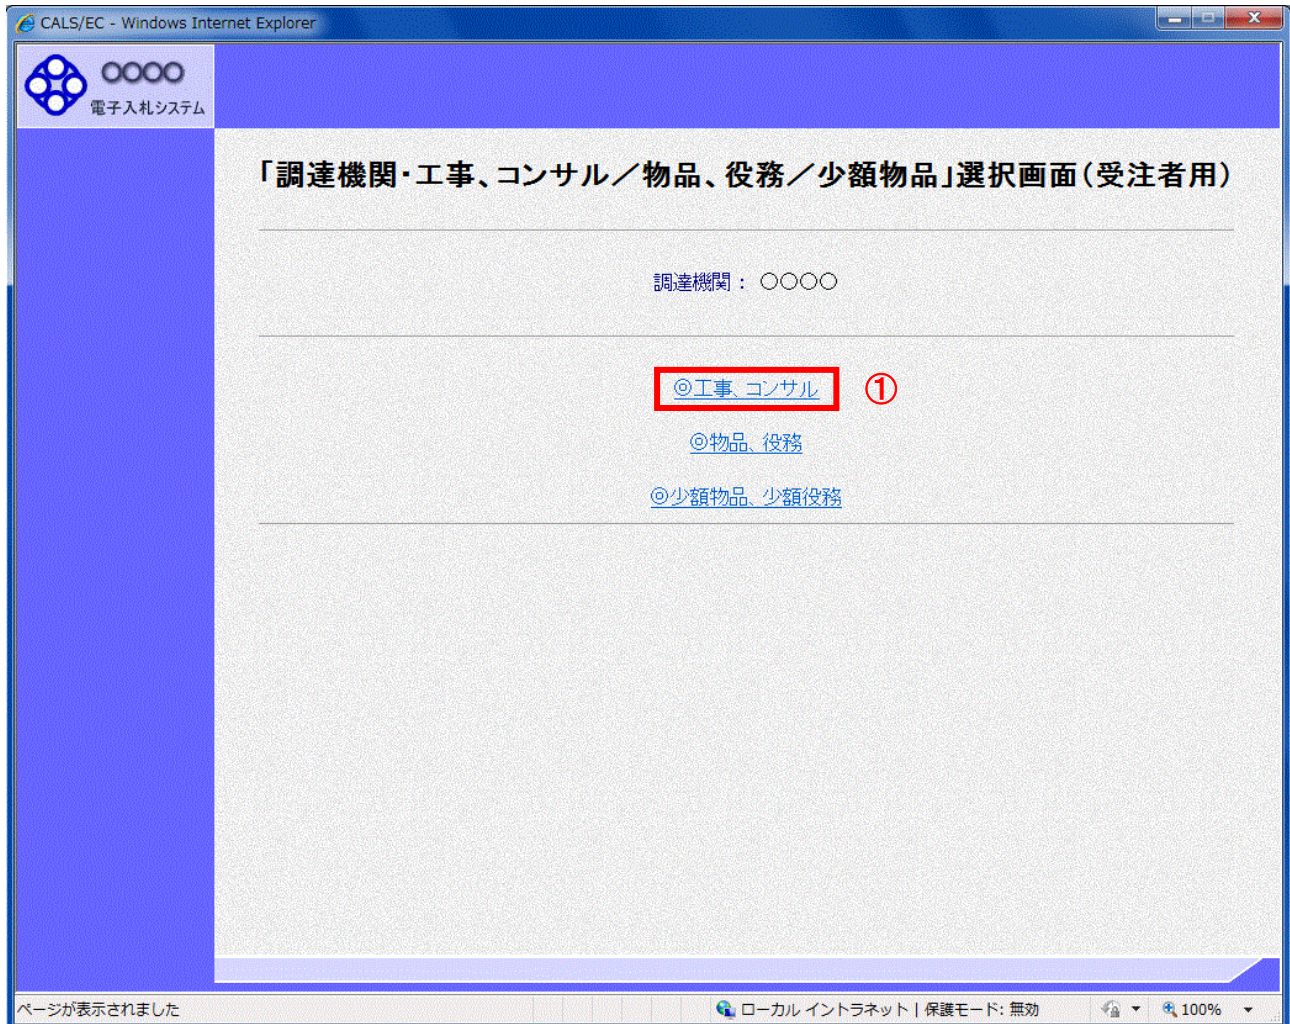 CALS/EC - Windows Internet Explorer
○○○○
電子入札システム
「調達機関・工事、コンサル／物品、役務／少額物品」選択画面（受注者用）
調達機関： ○○○○
◎工事、コンサル ①
◎物品、役務
◎少額物品、少額役務
ページが表示されました ローカル イントラネット | 保護モード: 無効 100%